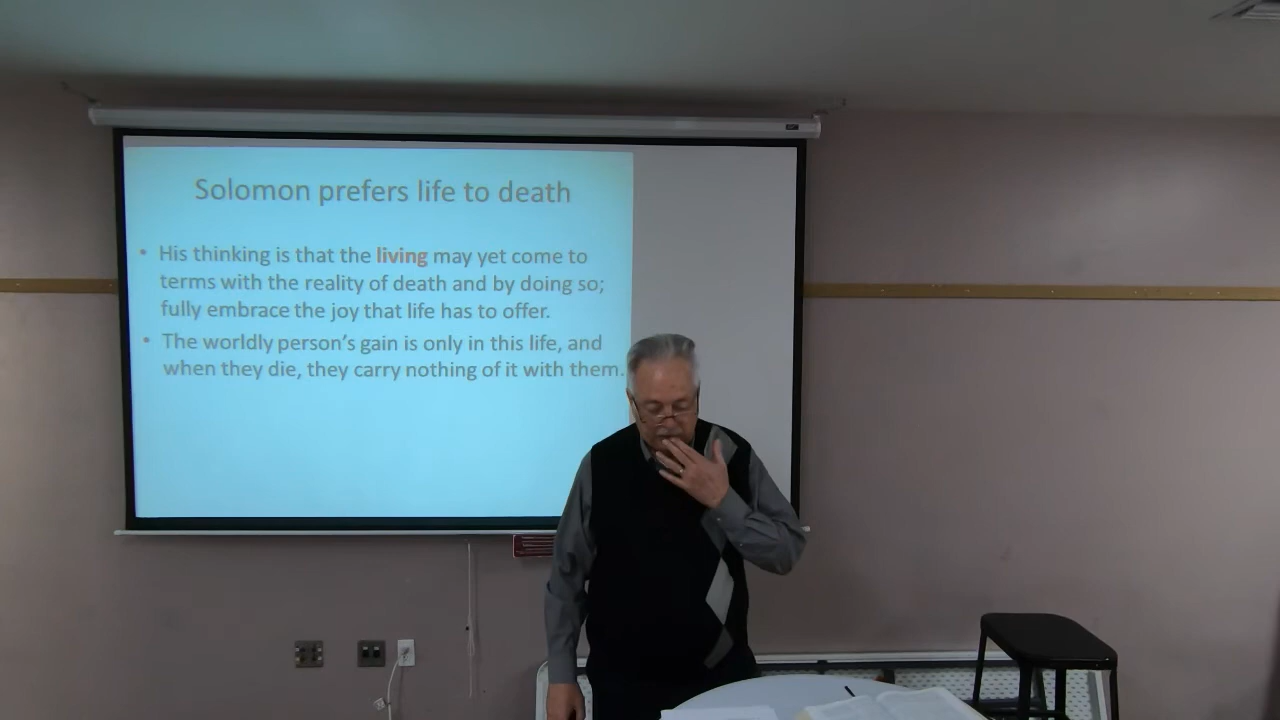 Solomon prefers life to death
• His thinking is that the living may yet come to
terms with the reality of death and by doing so;
fully embrace the joy that life has to offer.
• The worldly person's gain is only in this life, and
when they die, they carry nothing of it with them.